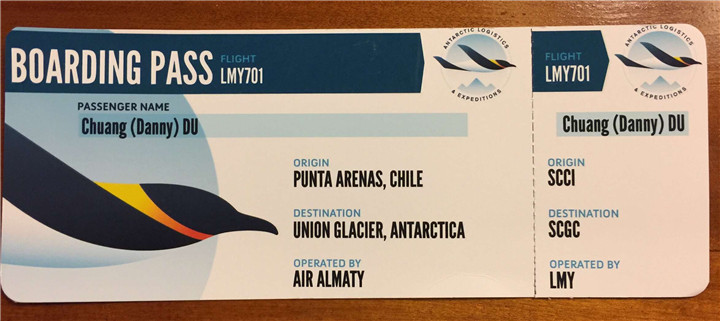 BOARDING PASS
FLIGHT
LMY701
ANTARCTIC LOGISTICS
& EXPEDITIONS
PASSENGER NAME
Chuang (Danny) DU
ORIGIN
PUNTA ARENAS, CHILE
DESTINATION
UNION GLACIER, ANTARCTICA
OPERATED BY
AIR ALMATY
FLIGHT
LMY701
ANTARCTIC LOGISTICS
& EXPEDITIONS
Chuang (Danny) DU
ORIGIN
SCCI
DESTINATION
SCGC
OPERATED BY
LMY